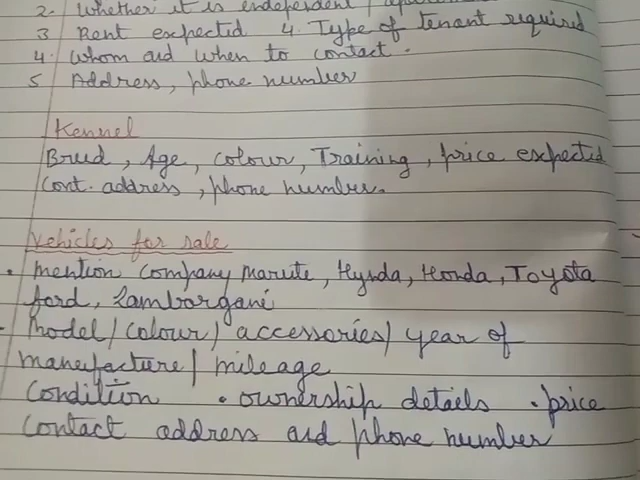 2. Whether it is independent /
3 Rent expected 4. Type of tenant required
4. Whom and when to contact.
5 Address, phone number
Kennel
Breed, Age, colour, Training, price expected
Cont. address, phone number.
Vehicles for sale
• mention company Marute, Hynda, Honda, Toyota
ford, Lamborgani
- Model/colour/accessories/year of
manufacture/mileage
Condition • ownership details • price
Contact address and phone number